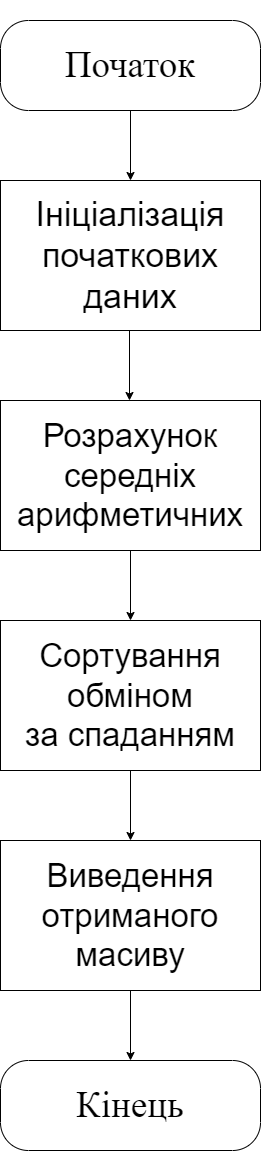 Початок
Ініціалізація
початкових
даних
Розрахунок
середніх
арифметичних
Сортування
обміном
за спаданням
Виведення
отриманого
масиву
Кінець